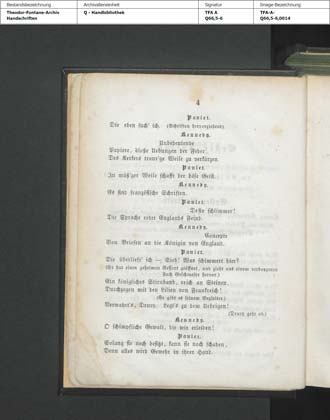 Bestandsbezeichnung
Archivalieneinheit
Signatur
Image-Bezeichnung
Theodor-Fontane-Archiv
Handschriften
Q - Handbibliothek
TFA A
Q66,5-6
TFA-A-
Q66,5-6,0014
4
Paulet.
Die eben such' ich. (Schriften hervorziehend)
Kennedy.
Unbedeutende
Papiere, bloße Uebungen der Feder,
Des Kerkers traur'ge Weile zu verkürzen.
Paulet.
In müß'ger Weile schafft der böse Geist.
Kennedy.
Es sind französische Schriften.
Paulet.
Desto schlimmer!
Die Sprache redet Englands Feind.
Kennedy.
Concepte
Von Briefen an die Königin von England.
Paulet.
Die überliefr' ich — Sieh! Was schimmert hier?
(Er hat einen geheimen Ressort geöffnet, und zieht aus einem verborgenen
Fach Geschmeide hervor)
Ein königliches Stirnband, reich an Steinen,
Durchzogen mit den Lilien von Frankreich!
(Er gibt es seinem Begleiter)
Verwahrt's, Drury. Legt's zu dem Uebrigen!
(Drury geht ab.)
Kennedy.
O schimpfliche Gewalt, die wir erleiden!
Paulet.
Solang sie noch besitzt, kann sie noch schaden,
Denn alles wird Gewehr in ihrer Hand.